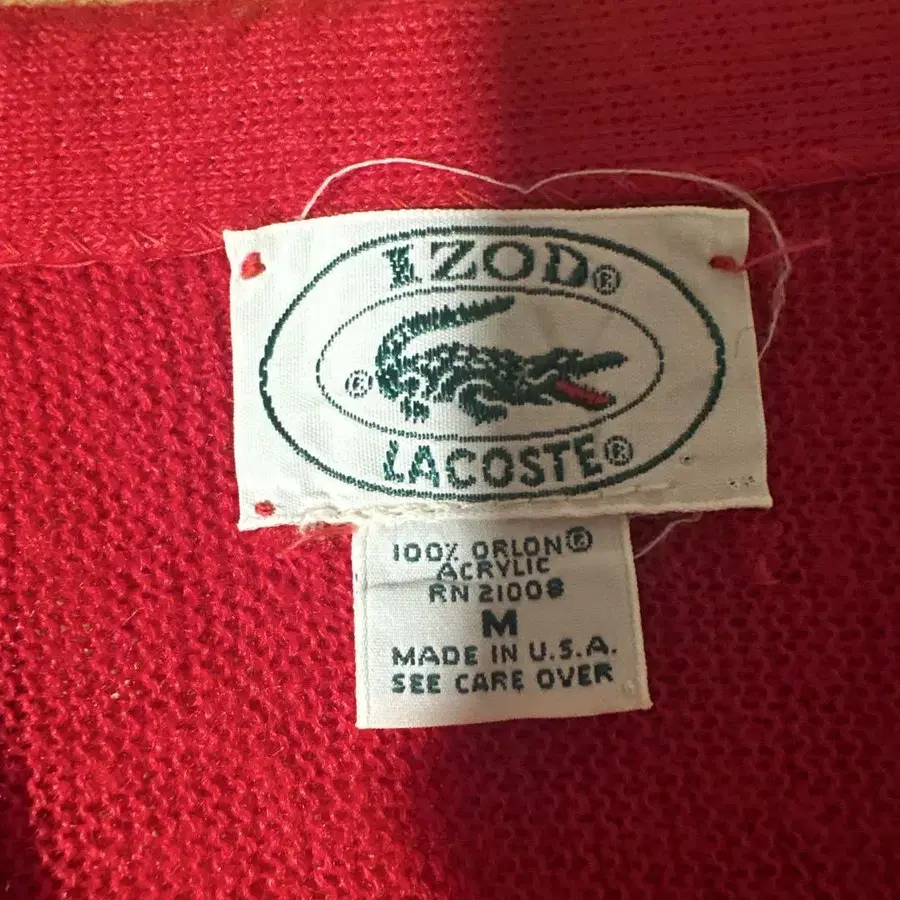 IZOD®
®
LACOSTE®
100% ORLON®
ACRYLIC
RN 21008
M
MADE IN U.S.A.
SEE CARE OVER